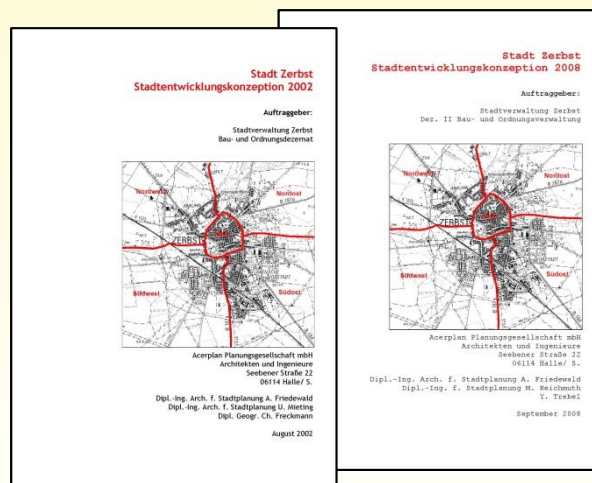 Stadt Zerbst
Stadtentwicklungskonzeption 2002
Auftraggeber:
Stadtverwaltung Zerbst
Bau- und Ordnungsdezernat
Nordwest
Nordost
ZERBST
Südwest
Südost
Acerplan Planungsgesellschaft mbH
Architekten und Ingenieure
Seebener Straße 22
06114 Halle/ S.
Dipl.-Ing. Arch. f. Stadtplanung A. Friedewald
Dipl.-Ing. Arch. f. Stadtplanung U. Mieting
Dipl. Geogr. Ch. Freckmann
August 2002
Stadt Zerbst
Stadtentwicklungskonzeption 2008
Auftraggeber:
Stadtverwaltung Zerbst
Dez. II Bau- und Ordnungsverwaltung
Nordwest
Nordost
ZERBST
Südwest
Südost
Acerplan Planungsgesellschaft mbH
Architekten und Ingenieure
Seebener Straße 22
06114 Halle/ S.
Dipl.-Ing. Arch. f. Stadtplanung A. Friedewald
Dipl.-Ing. f. Stadtplanung M. Reichmuth
Y. Trebel
September 2008